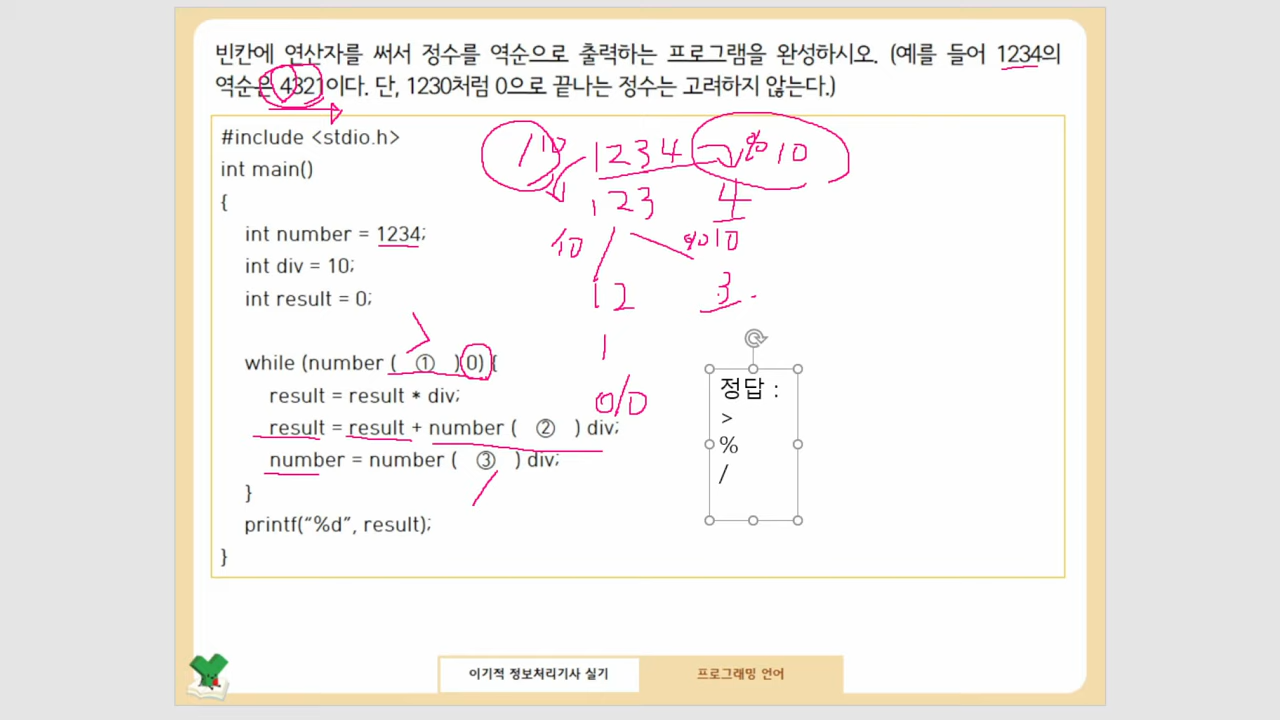 빈칸에 연산자를 써서 정수를 역순으로 출력하는 프로그램을 완성하시오. (예를 들어 1234의
역순은 4321이다. 단, 1230처럼 0으로 끝나는 정수는 고려하지 않는다.)
#include <stdio.h>
int main()
{
int number = 1234;
int div = 10;
int result = 0;
while (number ( ① ) 0) {
result = result * div;
result = result + number ( ② ) div;
number = number ( ③ ) div;
}
printf("%d", result);
}
/10 1234 % 10
123 4
10 %10
12 3
1
0/0
>
/
정답 :
>
%
/
이기적 정보처리기사 실기
프로그래밍 언어